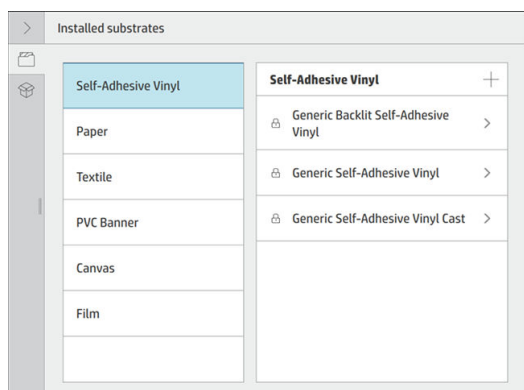 Installed substrates
Self-Adhesive Vinyl
Paper
Textile
PVC Banner
Canvas
Film
Self-Adhesive Vinyl
Generic Backlit Self-Adhesive
Vinyl
Generic Self-Adhesive Vinyl
Generic Self-Adhesive Vinyl Cast